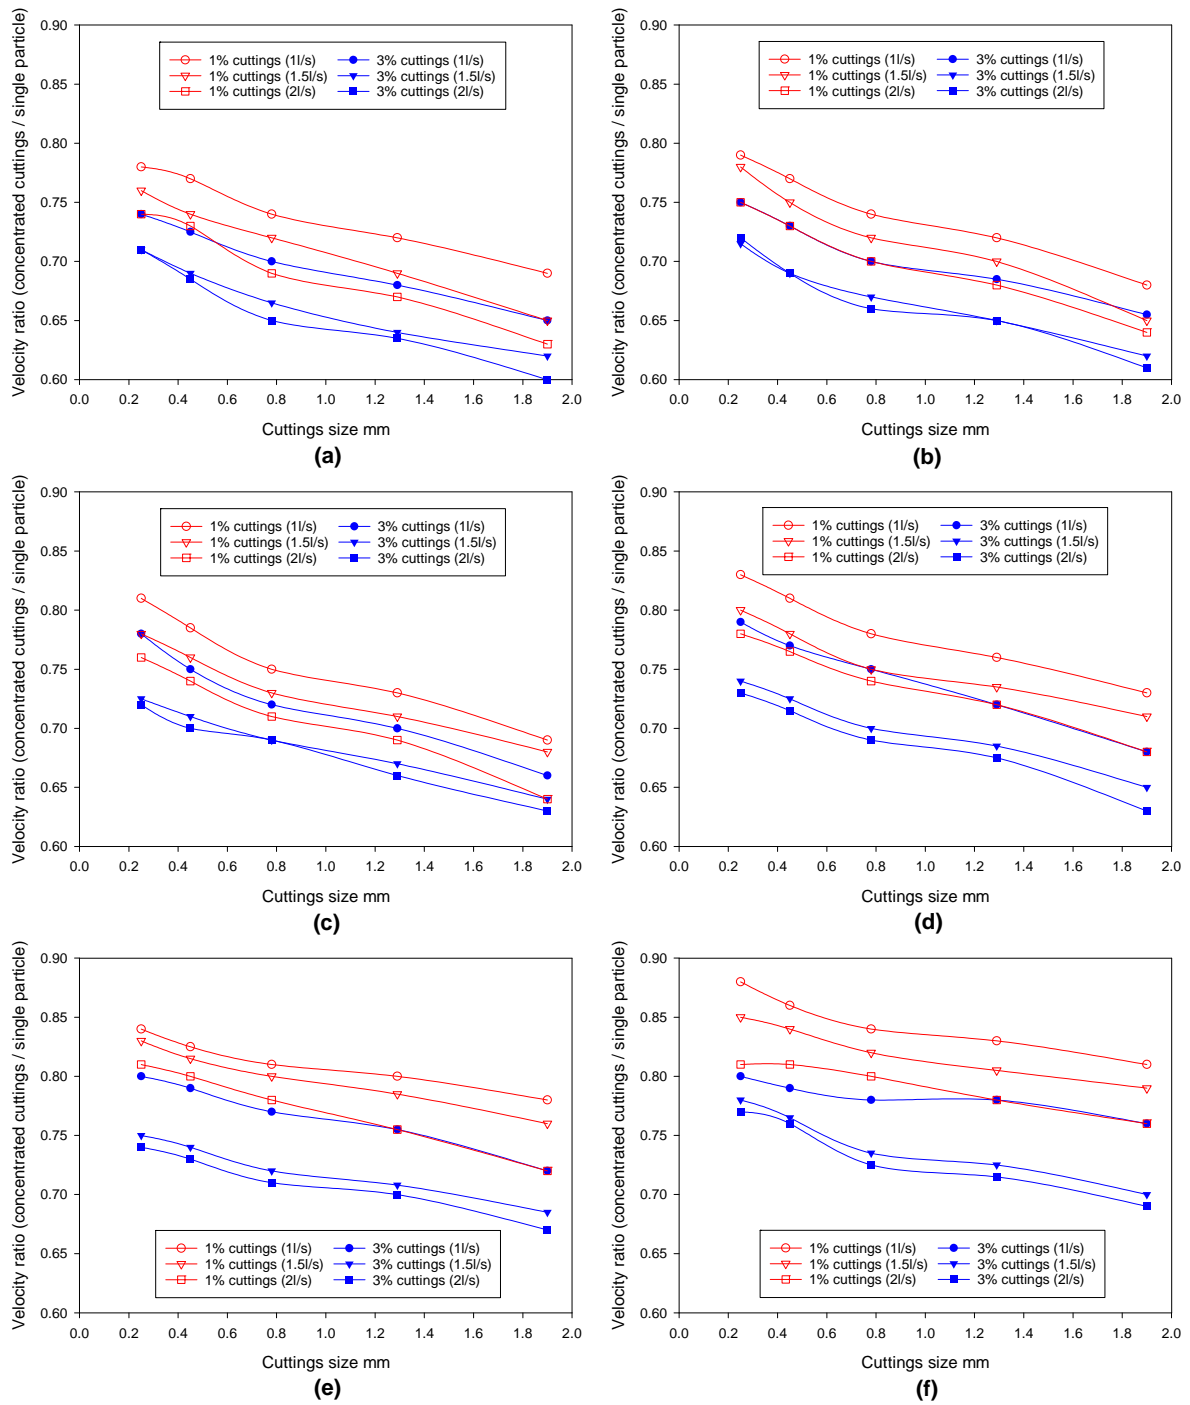 Velocity ratio (concentrated cuttings / single particle)
0.90
0.85
0.80
0.75
0.70
0.65
0.60
1% cuttings (1l/s)
1% cuttings (1.5l/s)
1% cuttings (2l/s)
3% cuttings (1l/s)
3% cuttings (1.5l/s)
3% cuttings (2l/s)
0.0 0.2 0.4 0.6 0.8 1.0 1.2 1.4 1.6 1.8 2.0
Cuttings size mm
(a)
Velocity ratio (concentrated cuttings / single particle)
0.90
0.85
0.80
0.75
0.70
0.65
0.60
1% cuttings (1l/s)
1% cuttings (1.5l/s)
1% cuttings (2l/s)
3% cuttings (1l/s)
3% cuttings (1.5l/s)
3% cuttings (2l/s)
0.0 0.2 0.4 0.6 0.8 1.0 1.2 1.4 1.6 1.8 2.0
Cuttings size mm
(b)
Velocity ratio (concentrated cuttings / single particle)
0.90
0.85
0.80
0.75
0.70
0.65
0.60
1% cuttings (1l/s)
1% cuttings (1.5l/s)
1% cuttings (2l/s)
3% cuttings (1l/s)
3% cuttings (1.5l/s)
3% cuttings (2l/s)
0.0 0.2 0.4 0.6 0.8 1.0 1.2 1.4 1.6 1.8 2.0
Cuttings size mm
(c)
Velocity ratio (concentrated cuttings / single particle)
0.90
0.85
0.80
0.75
0.70
0.65
0.60
1% cuttings (1l/s)
1% cuttings (1.5l/s)
1% cuttings (2l/s)
3% cuttings (1l/s)
3% cuttings (1.5l/s)
3% cuttings (2l/s)
0.0 0.2 0.4 0.6 0.8 1.0 1.2 1.4 1.6 1.8 2.0
Cuttings size mm
(d)
Velocity ratio (concentrated cuttings / single particle)
0.90
0.85
0.80
0.75
0.70
0.65
0.60
1% cuttings (1l/s)
1% cuttings (1.5l/s)
1% cuttings (2l/s)
3% cuttings (1l/s)
3% cuttings (1.5l/s)
3% cuttings (2l/s)
0.0 0.2 0.4 0.6 0.8 1.0 1.2 1.4 1.6 1.8 2.0
Cuttings size mm
(e)
Velocity ratio (concentrated cuttings / single particle)
0.90
0.85
0.80
0.75
0.70
0.65
0.60
1% cuttings (1l/s)
1% cuttings (1.5l/s)
1% cuttings (2l/s)
3% cuttings (1l/s)
3% cuttings (1.5l/s)
3% cuttings (2l/s)
0.0 0.2 0.4 0.6 0.8 1.0 1.2 1.4 1.6 1.8 2.0
Cuttings size mm
(f)